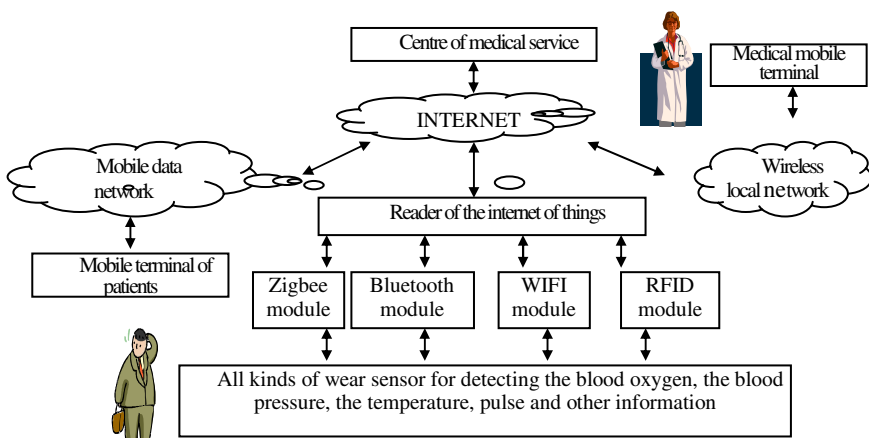 Centre of medical service
Medical mobile
terminal
INTERNET
Mobile data
network
Wireless
local network
Reader of the internet of things
Mobile terminal of
patients
Zigbee
module
Bluetooth
module
WIFI
module
RFID
module
All kinds of wear sensor for detecting the blood oxygen, the blood
pressure, the temperature, pulse and other information